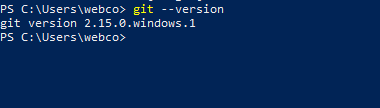 PS C:\Users\webco> git --version
git version 2.15.0.windows.1
PS C:\Users\webco>